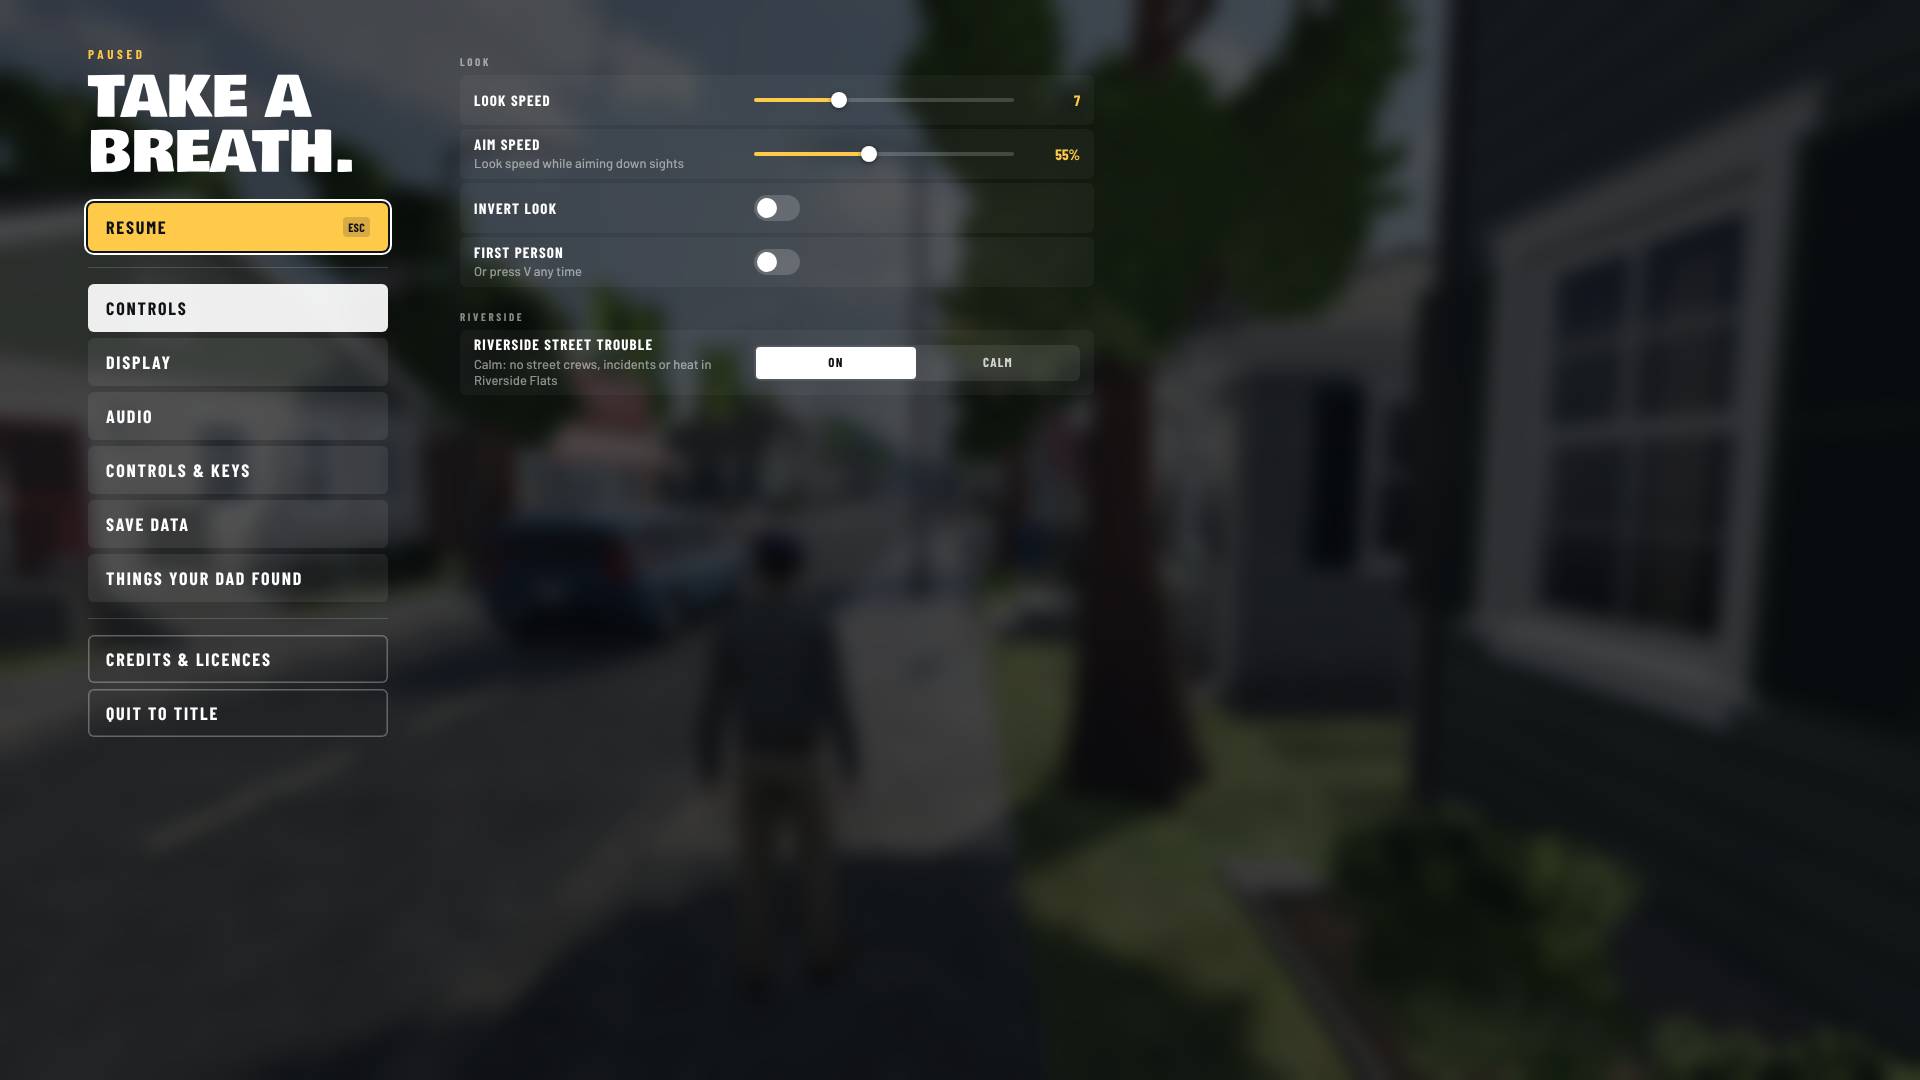 PAUSED
TAKE A
BREATH.
RESUME ESC
CONTROLS
DISPLAY
AUDIO
CONTROLS & KEYS
SAVE DATA
THINGS YOUR DAD FOUND
CREDITS & LICENCES
QUIT TO TITLE
LOOK
LOOK SPEED 7
AIM SPEED 55%
Look speed while aiming down sights
INVERT LOOK
FIRST PERSON
Or press V any time
RIVERSIDE
RIVERSIDE STREET TROUBLE
Calm: no street crews, incidents or heat in
Riverside Flats
ON CALM